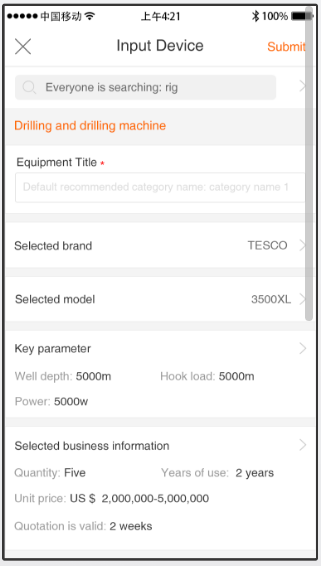 中国移动 上午4:21 100%
Input Device Submit
Everyone is searching: rig
Drilling and drilling machine
Equipment Title *
Default recommended category name: category name 1
Selected brand TESCO
Selected model 3500XL
Key parameter
Well depth: 5000m Hook load: 5000m
Power: 5000w
Selected business information
Quantity: Five Years of use: 2 years
Unit price: US $ 2,000,000-5,000,000
Quotation is valid: 2 weeks